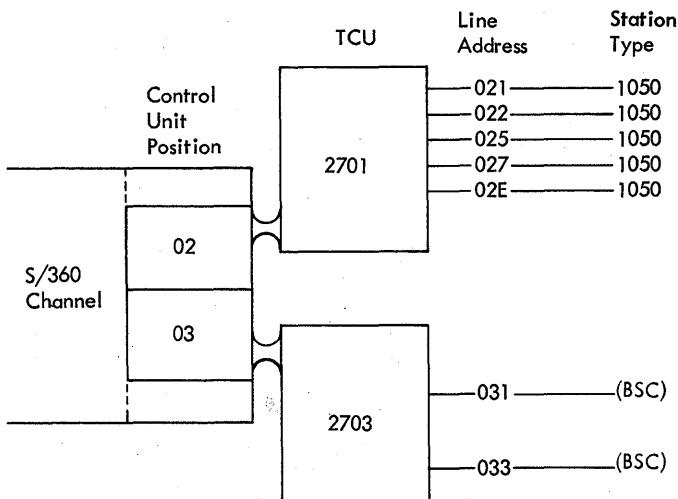 TCU
Line
Address
Station
Type
Control
Unit
Position
021 1050
022 1050
025 1050
027 1050
02E 1050
2701
02
S/360
Channel
03
2703
031 (BSC)
033 (BSC)